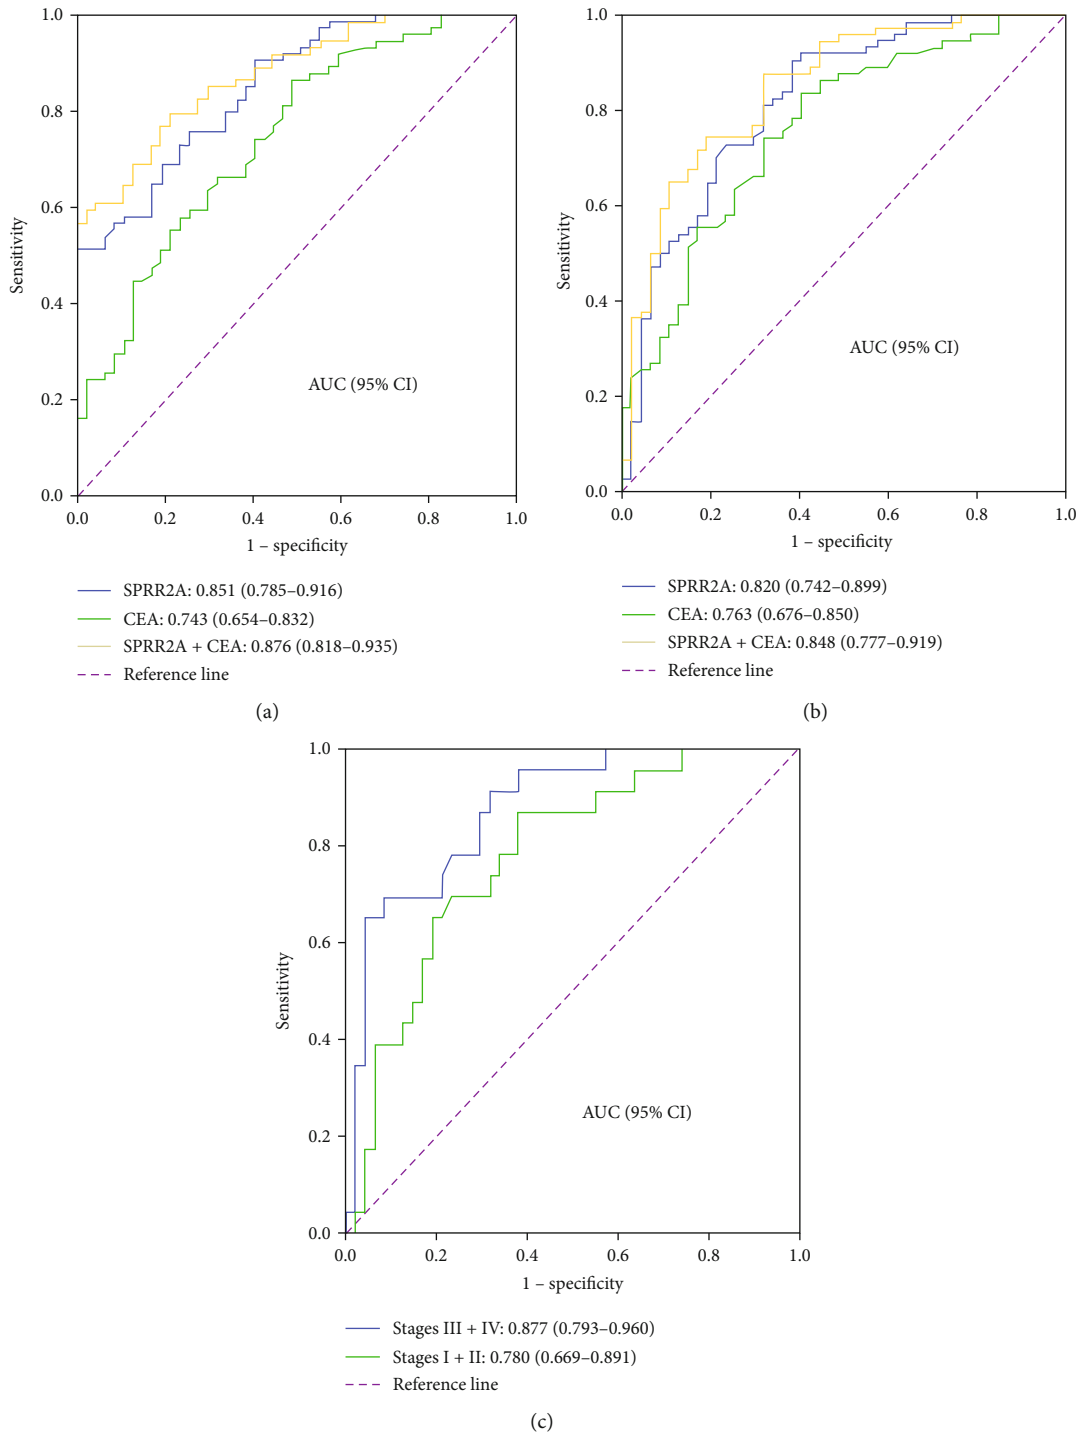 1.0
0.8
0.6
0.4
0.2
0.0
Sensitivity
0.0 0.2 0.4 0.6 0.8 1.0
1 – specificity
AUC (95% CI)
SPRR2A: 0.851 (0.785–0.916)
CEA: 0.743 (0.654–0.832)
SPRR2A + CEA: 0.876 (0.818–0.935)
Reference line
(a)
1.0
0.8
0.6
0.4
0.2
0.0
Sensitivity
0.0 0.2 0.4 0.6 0.8 1.0
1 – specificity
AUC (95% CI)
SPRR2A: 0.820 (0.742–0.899)
CEA: 0.763 (0.676–0.850)
SPRR2A + CEA: 0.848 (0.777–0.919)
Reference line
(b)
1.0
0.8
0.6
0.4
0.2
0.0
Sensitivity
0.0 0.2 0.4 0.6 0.8 1.0
1 – specificity
AUC (95% CI)
Stages III + IV: 0.877 (0.793–0.960)
Stages I + II: 0.780 (0.669–0.891)
Reference line
(c)